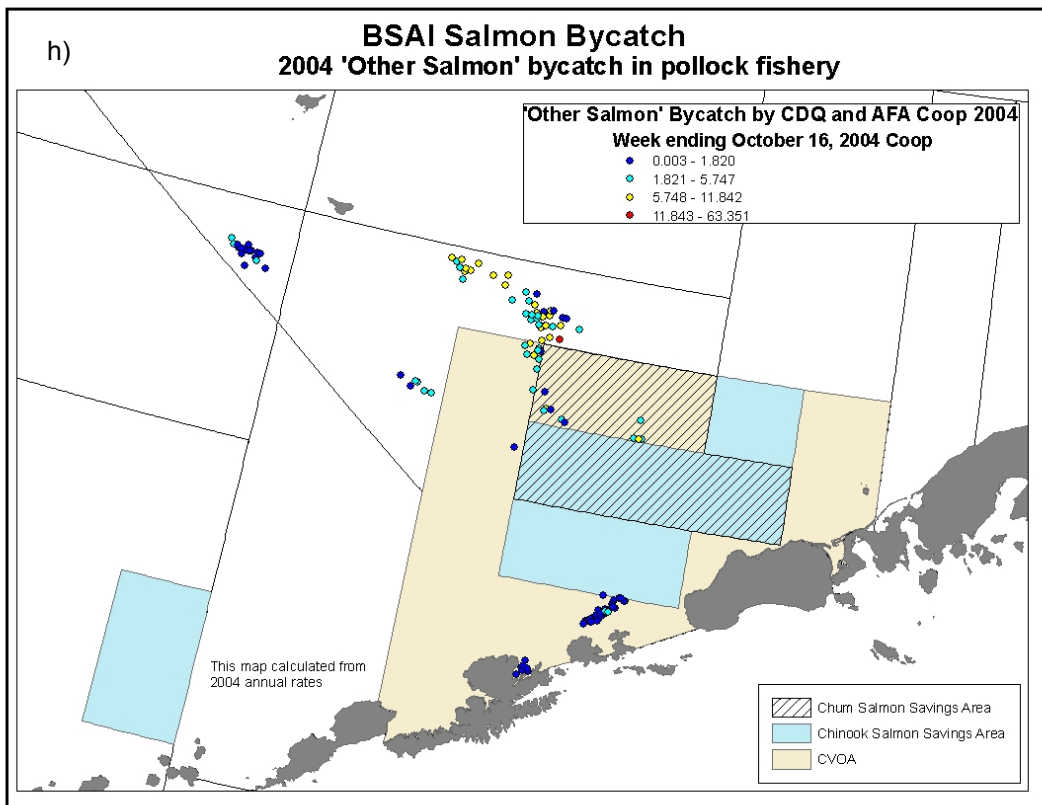 h)
BSAI Salmon Bycatch
2004 'Other Salmon' bycatch in pollock fishery
'Other Salmon' Bycatch by CDQ and AFA Coop 2004
Week ending October 16, 2004 Coop
0.003 - 1.820
1.821 - 5.747
5.748 - 11.842
11.843 - 63.351
This map calculated from
2004 annual rates
Chum Salmon Savings Area
Chinook Salmon Savings Area
CVOA